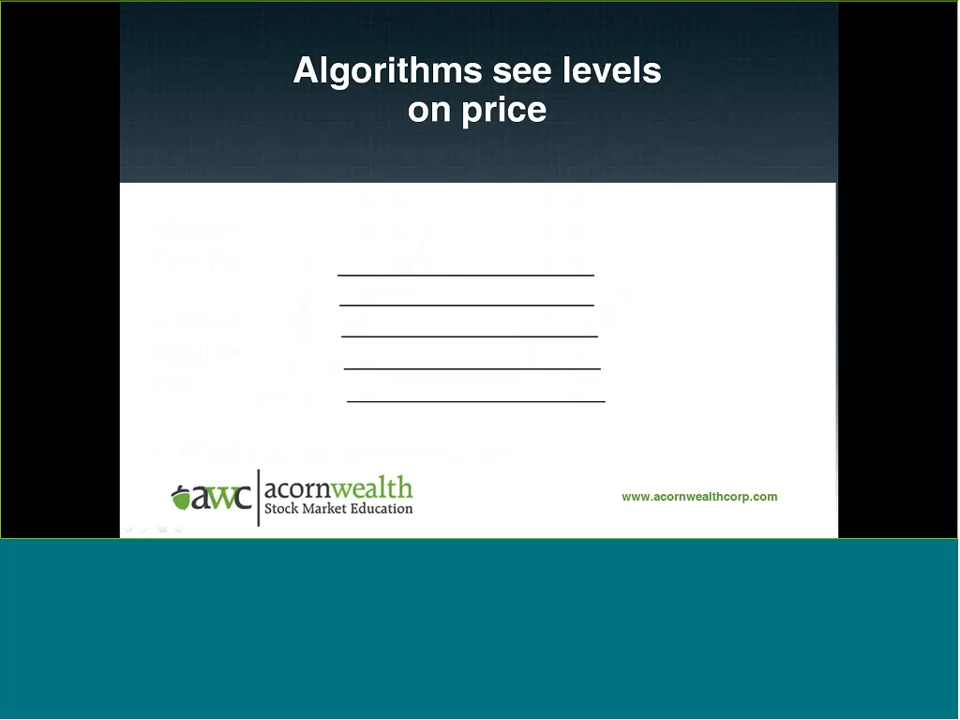 Algorithms see levels
on price
awc
acornwealth
Stock Market Education
www.acornwealthcorp.com